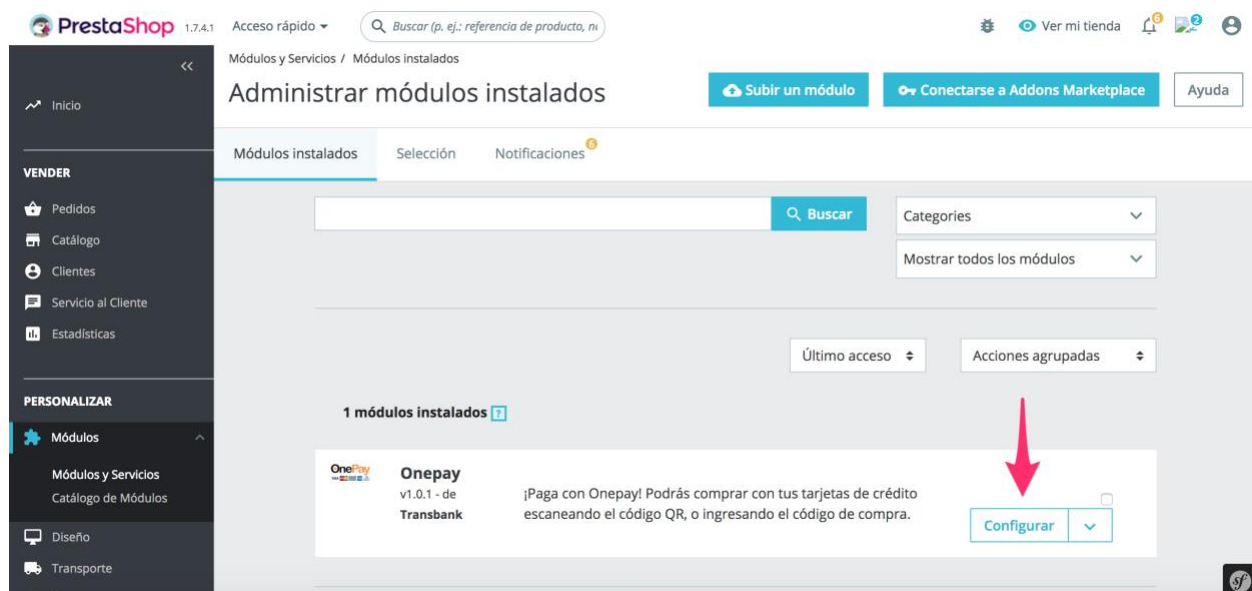 PrestaShop 1.7.4.1 Acceso rápido Buscar (p. ej.: referencia de producto, n Ver mi tienda 6 2
Módulos y Servicios / Módulos instalados
Administrar módulos instalados
Subir un módulo
Conectarse a Addons Marketplace
Ayuda
<<
Inicio
VENDER
Pedidos
Catálogo
Clientes
Servicio al Cliente
Estadísticas
PERSONALIZAR
Módulos
Módulos y Servicios
Catálogo de Módulos
Diseño
Transporte
Módulos instalados Selección Notificaciones 6
Buscar
Categories
Mostrar todos los módulos
Último acceso
Acciones agrupadas
1 módulos instalados ?
OnePay
Onepay
v1.0.1 - de
Transbank
¡Paga con Onepay! Podrás comprar con tus tarjetas de crédito
escaneando el código QR, o ingresando el código de compra.
Configurar
sf